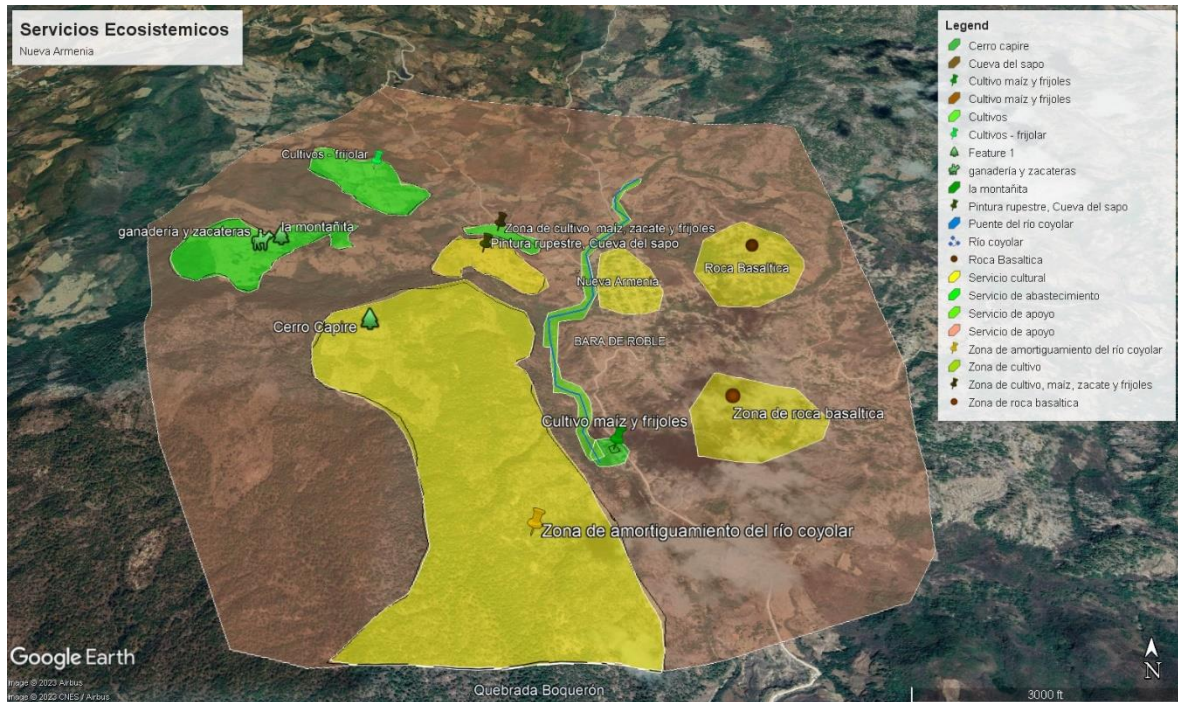 Servicios Ecosistemicos
Nueva Armenia
Legend
Cerro capire
Cueva del sapo
Cultivo maíz y frijoles
Cultivo maíz y frijoles
Cultivos
Cultivos - frijolar
Feature 1
ganadería y zacateras
la montañita
Pintura rupestre, Cueva del sapo
Puente del río coyolar
Río coyolar
Roca Basaltica
Servicio cultural
Servicio de abastecimiento
Servicio de apoyo
Servicio de apoyo
Zona de amortiguamiento del río coyolar
Zona de cultivo
Zona de cultivo, maíz, zacate y frijoles
Zona de roca basaltica
Cultivos - frijolar
ganadería y zacateras
la montañita
Zona de cultivo, maíz, zacate y frijoles
Pintura rupestre, Cueva del sapo
Nueva Armenia
Roca Basaltica
Cerro Capire
BARA DE ROBLE
Zona de roca basaltica
Cultivo maíz y frijoles
Zona de amortiguamiento del río coyolar
Google Earth
Image © 2023 Airbus
Image © 2023 CNES / Airbus
Quebrada Boquerón
N
3000 ft